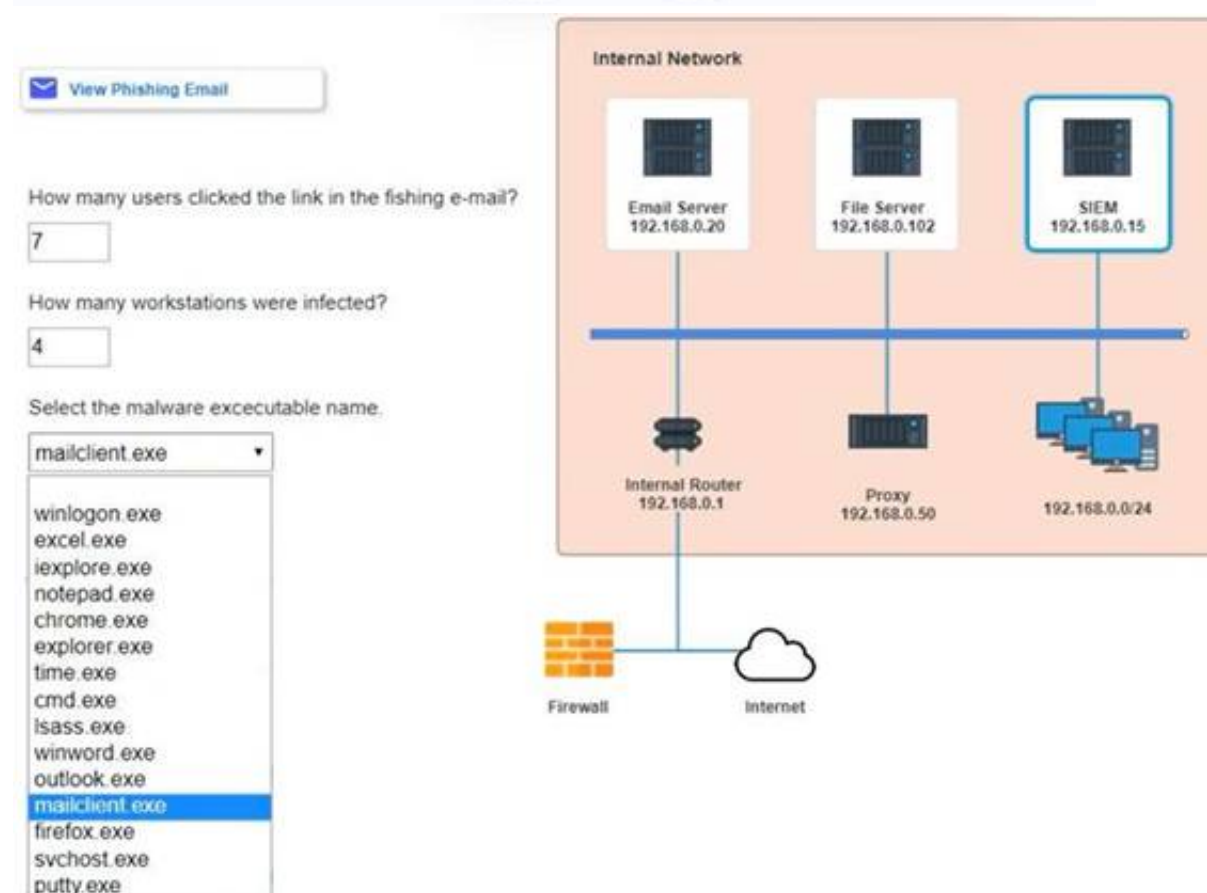 View Phishing Email
How many users clicked the link in the fishing e-mail?
7
How many workstations were infected?
4
Select the malware excecutable name.
mailclient.exe
winlogon.exe
excel.exe
iexplore.exe
notepad.exe
chrome.exe
explorer.exe
time.exe
cmd.exe
lsass.exe
winword.exe
outlook.exe
mailclient.exe
firefox.exe
svchost.exe
putty.exe
Internal Network
Email Server
192.168.0.20
File Server
192.168.0.102
SIEM
192.168.0.15
Internal Router
192.168.0.1
Proxy
192.168.0.50
192.168.0.0/24
Firewall
Internet